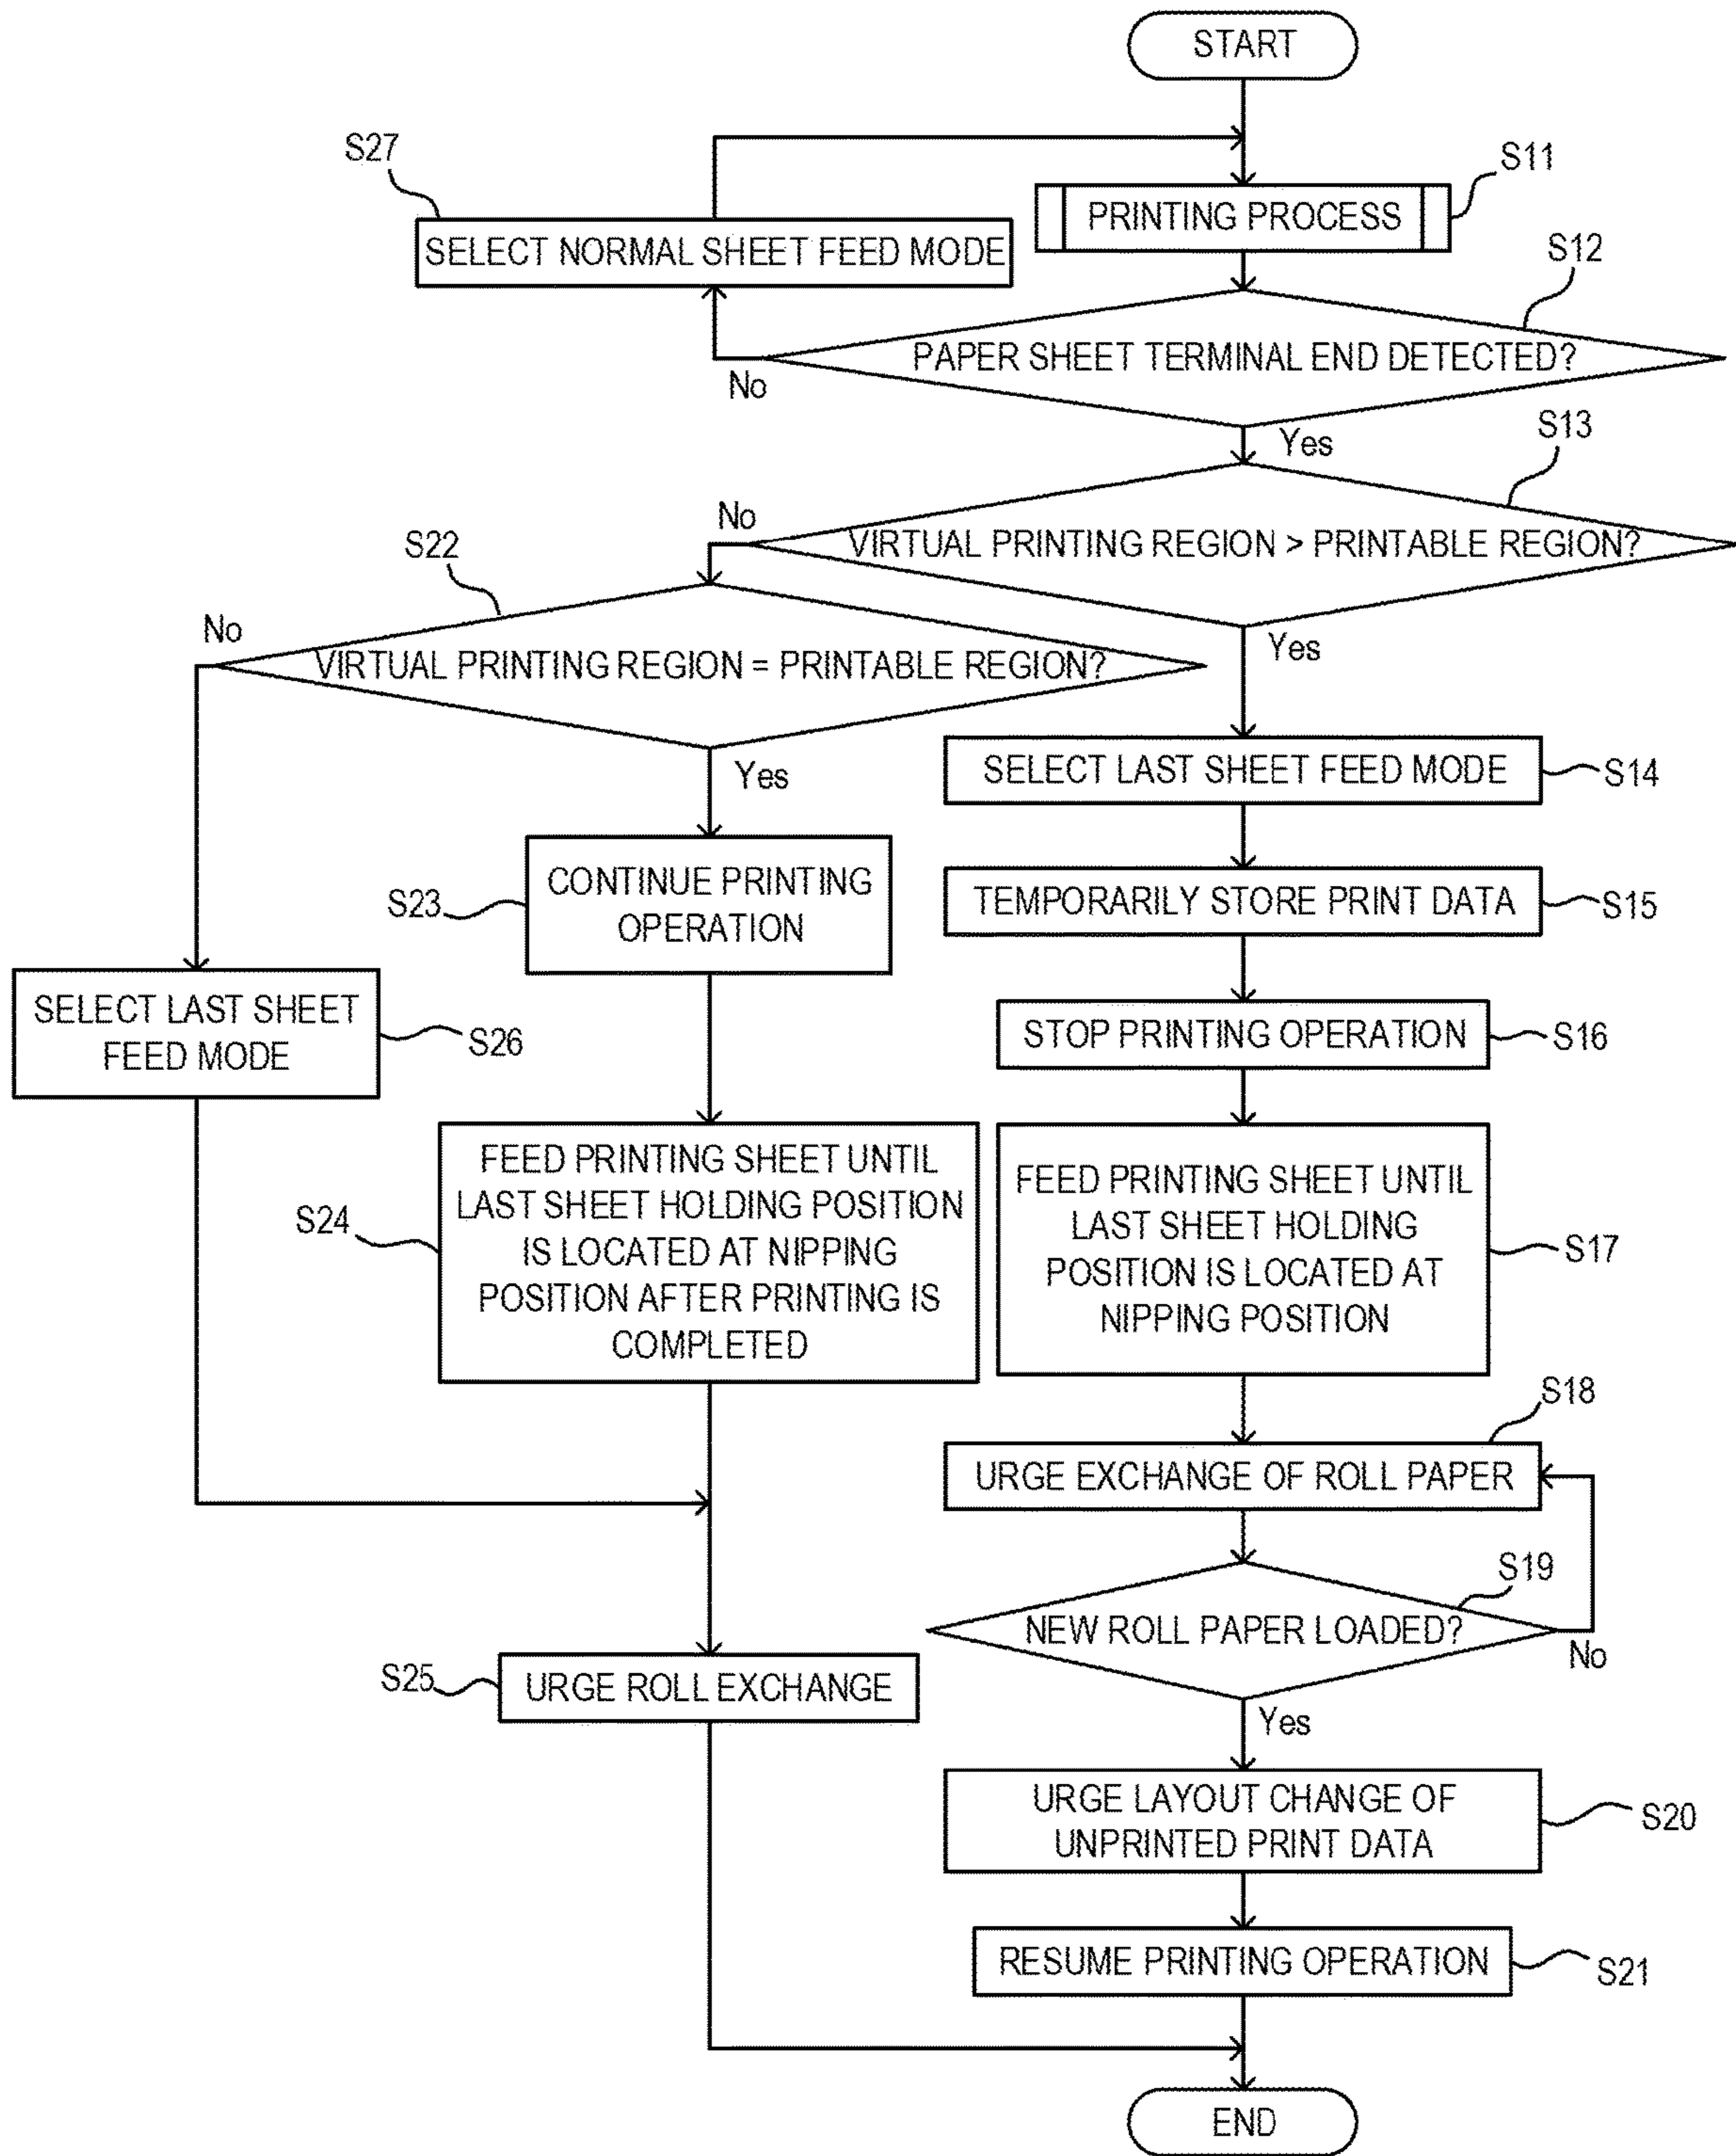 START
S27
S11
PRINTING PROCESS
SELECT NORMAL SHEET FEED MODE
S12
PAPER SHEET TERMINAL END DETECTED?
No
Yes
S13
No
VIRTUAL PRINTING REGION > PRINTABLE REGION?
S22
No
Yes
VIRTUAL PRINTING REGION = PRINTABLE REGION?
Yes
SELECT LAST SHEET FEED MODE
S14
CONTINUE PRINTING
OPERATION
S23
TEMPORARILY STORE PRINT DATA
S15
SELECT LAST SHEET
FEED MODE
S26
STOP PRINTING OPERATION
S16
FEED PRINTING SHEET UNTIL
LAST SHEET HOLDING POSITION
IS LOCATED AT NIPPING
POSITION AFTER PRINTING IS
COMPLETED
S24
FEED PRINTING SHEET UNTIL
LAST SHEET HOLDING
POSITION IS LOCATED AT
NIPPING POSITION
S17
S18
URGE EXCHANGE OF ROLL PAPER
S19
NEW ROLL PAPER LOADED?
No
S25
URGE ROLL EXCHANGE
Yes
URGE LAYOUT CHANGE OF
UNPRINTED PRINT DATA
S20
RESUME PRINTING OPERATION
S21
END